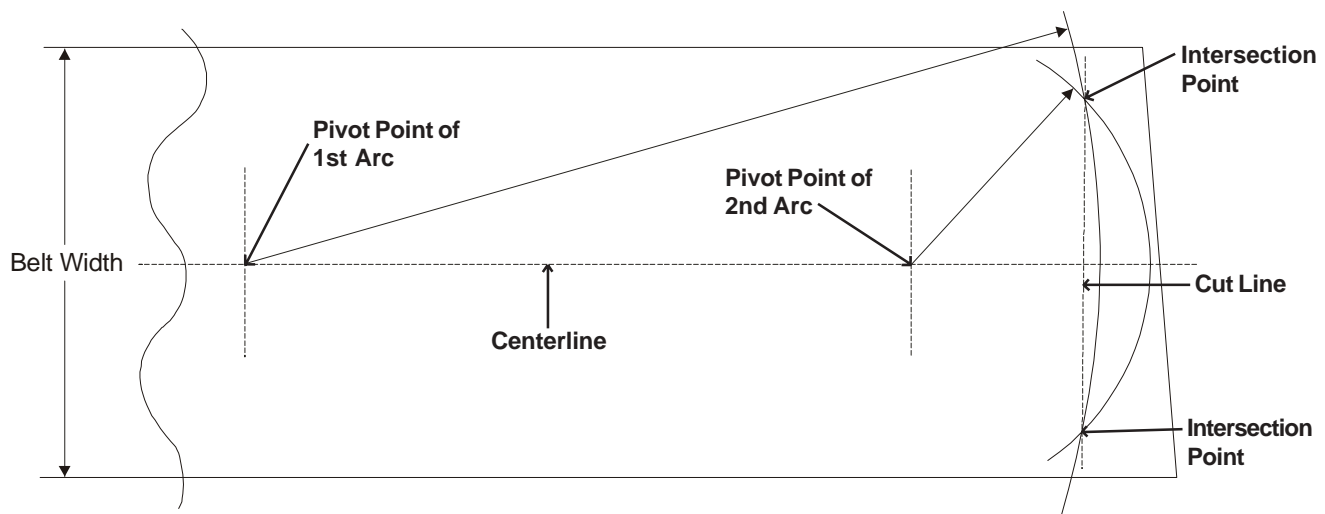 Intersection
Point
Pivot Point of
1st Arc
Pivot Point of
2nd Arc
Belt Width
Cut Line
Centerline
Intersection
Point